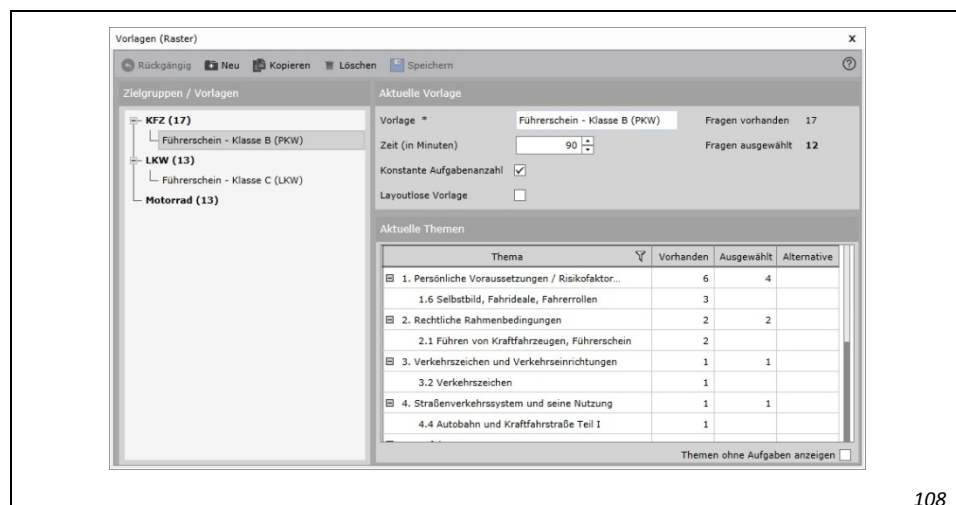 Vorlagen (Raster) x
Rückgängig Neu Kopieren Löschen Speichern ?
Zielgruppen / Vorlagen
KFZ (17)
Führerschein - Klasse B (PKW)
LKW (13)
Führerschein - Klasse C (LKW)
Motorrad (13)
Aktuelle Vorlage
Vorlage * Führerschein - Klasse B (PKW) Fragen vorhanden 17
Zeit (in Minuten) 90 Fragen ausgewählt 12
Konstante Aufgabenanzahl
Layoutlose Vorlage
Aktuelle Themen
Thema Vorhanden Ausgewählt Alternative
1. Persönliche Voraussetzungen / Risikofaktor... 6 4
1.6 Selbstbild, Fahrideale, Fahrerrollen 3
2. Rechtliche Rahmenbedingungen 2 2
2.1 Führen von Kraftfahrzeugen, Führerschein 2
3. Verkehrszeichen und Verkehrseinrichtungen 1 1
3.2 Verkehrszeichen 1
4. Straßenverkehrssystem und seine Nutzung 1 1
4.4 Autobahn und Kraftfahrstraße Teil I 1
Themen ohne Aufgaben anzeigen
108